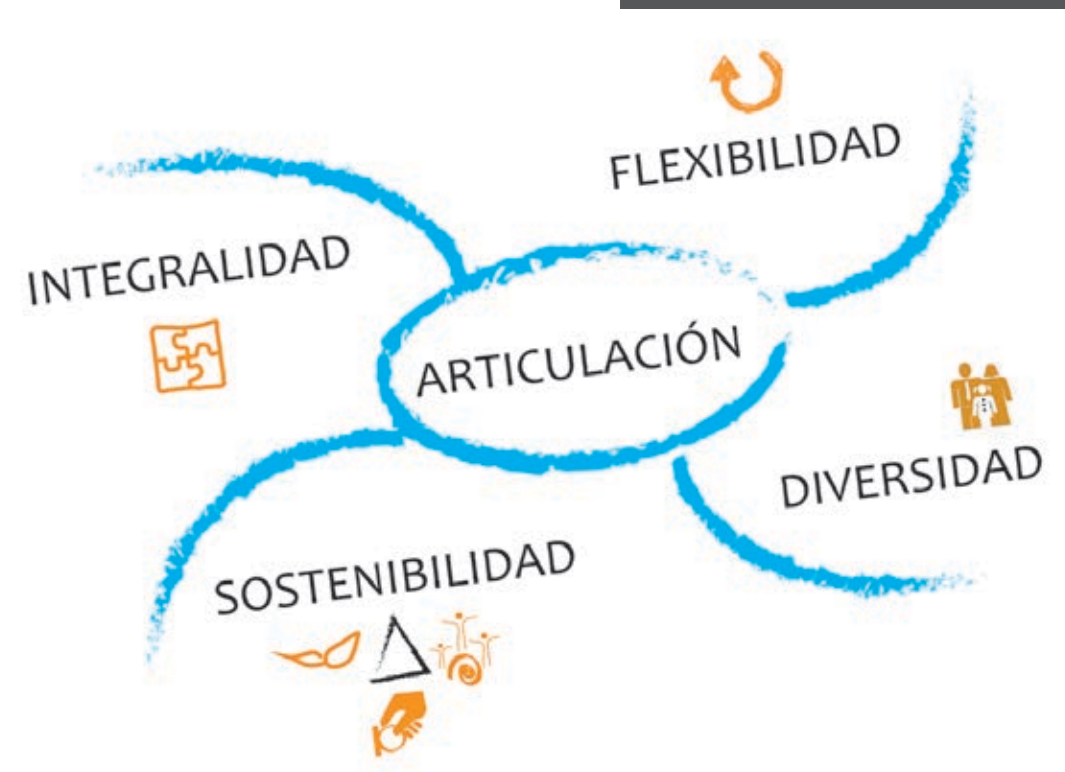 FLEXIBILIDAD
INTEGRALIDAD
ARTICULACIÓN
DIVERSIDAD
SOSTENIBILIDAD